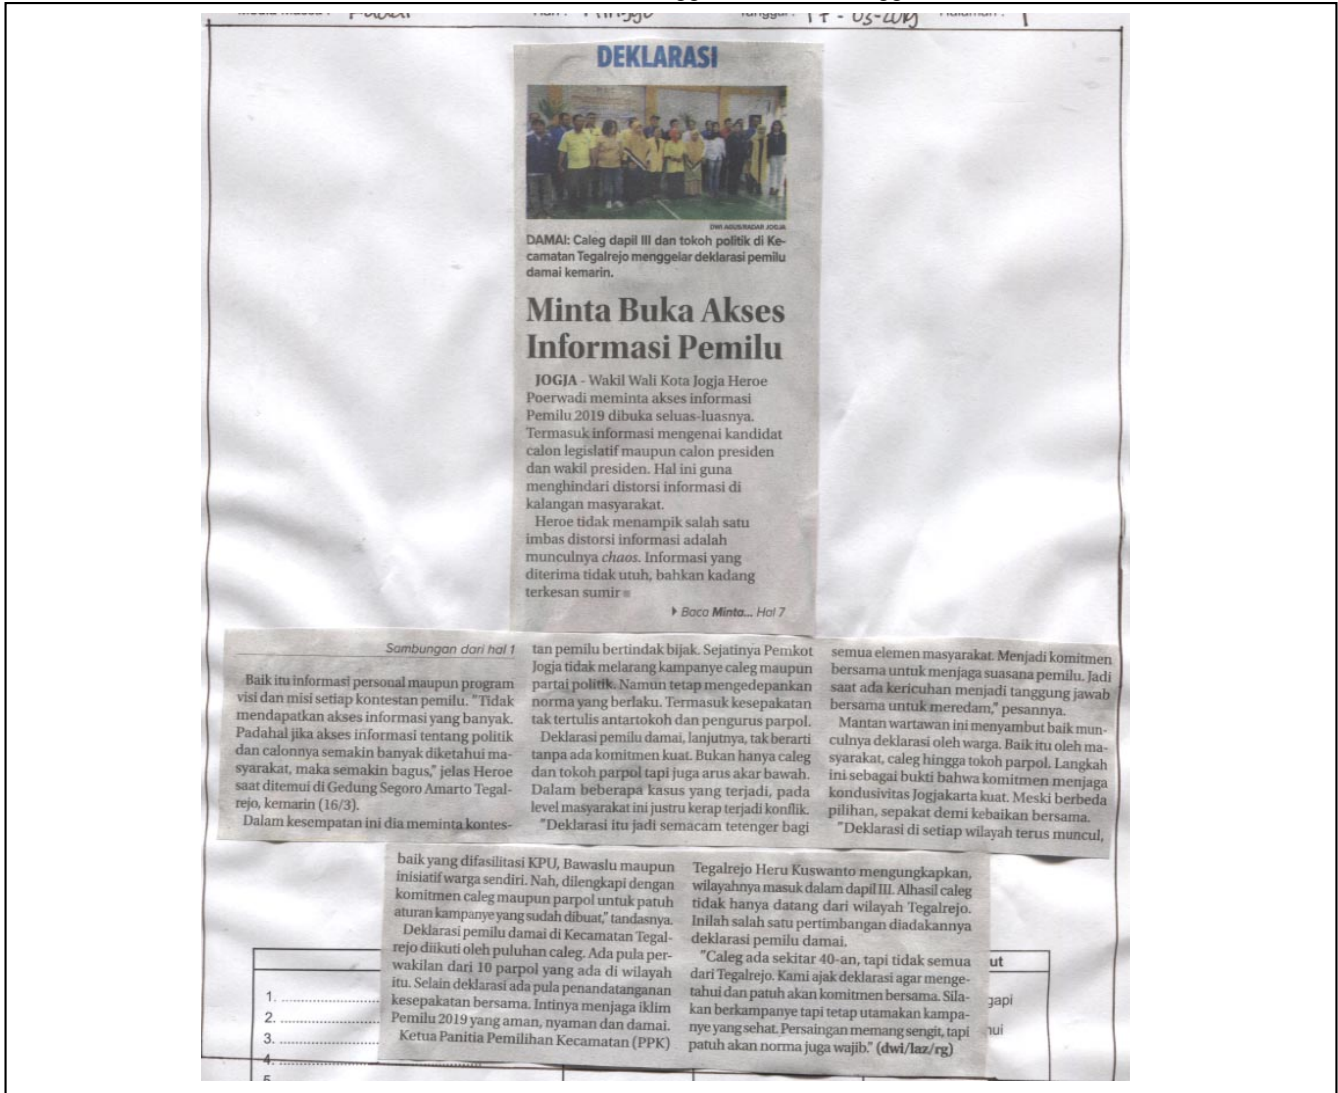 17-03-2019
DEKLARASI
DWI AGUS/RADAR JOGJA
DAMAI: Caleg dapil III dan tokoh politik di Ke-
camatan Tegalrejo menggelar deklarasi pemilu
damai kemarin.
Minta Buka Akses
Informasi Pemilu
JOGJA - Wakil Wali Kota Jogja Heroe
Poerwadi meminta akses informasi
Pemilu 2019 dibuka seluas-luasnya.
Termasuk informasi mengenai kandidat
calon legislatif maupun calon presiden
dan wakil presiden. Hal ini guna
menghindari distorsi informasi di
kalangan masyarakat.
Heroe tidak menampik salah satu
imbas distorsi informasi adalah
munculnya chaos. Informasi yang
diterima tidak utuh, bahkan kadang
terkesan sumir
Baca Minta... Hal 7
Sambungan dari hal 1
Baik itu informasi personal maupun program
visi dan misi setiap kontestan pemilu. "Tidak
mendapatkan akses informasi yang banyak.
Padahal jika akses informasi tentang politik
dan calonnya semakin banyak diketahui ma-
syarakat, maka semakin bagus," jelas Heroe
saat ditemui di Gedung Segoro Amarto Tegal-
rejo, kemarin (16/3).
Dalam kesempatan ini dia meminta kontes-
tan pemilu bertindak bijak. Sejatinya Pemkot
Jogja tidak melarang kampanye caleg maupun
partai politik. Namun tetap mengedepankan
norma yang berlaku. Termasuk kesepakatan
tak tertulis antartokoh dan pengurus parpol.
Deklarasi pemilu damai, lanjutnya, tak berarti
tanpa ada komitmen kuat. Bukan hanya caleg
dan tokoh parpol tapi juga arus akar bawah.
Dalam beberapa kasus yang terjadi, pada
level masyarakat ini justru kerap terjadi konflik.
"Deklarasi itu jadi semacam tetenger bagi
semua elemen masyarakat. Menjadi komitmen
bersama untuk menjaga suasana pemilu. Jadi
saat ada kericuhan menjadi tanggung jawab
bersama untuk meredam," pesannya.
Mantan wartawan ini menyambut baik mun-
culnya deklarasi oleh warga. Baik itu oleh ma-
syarakat, caleg hingga tokoh parpol. Langkah
ini sebagai bukti bahwa komitmen menjaga
kondusivitas Jogjakarta kuat. Meski berbeda
pilihan, sepakat demi kebaikan bersama.
"Deklarasi di setiap wilayah terus muncul,
baik yang difasilitasi KPU, Bawaslu maupun
inisiatif warga sendiri. Nah, dilengkapi dengan
komitmen caleg maupun parpol untuk patuh
aturan kampanye yang sudah dibuat," tandasnya.
Deklarasi pemilu damai di Kecamatan Tegal-
rejo diikuti oleh puluhan caleg. Ada pula per-
wakilan dari 10 parpol yang ada di wilayah
itu. Selain deklarasi ada pula penandatanganan
kesepakatan bersama. Intinya menjaga iklim
Pemilu 2019 yang aman, nyaman dan damai.
Ketua Panitia Pemilihan Kecamatan (PPK)
Tegalrejo Heru Kuswanto mengungkapkan,
wilayahnya masuk dalam dapil III. Alhasil caleg
tidak hanya datang dari wilayah Tegalrejo.
Inilah salah satu pertimbangan diadakannya
deklarasi pemilu damai.
"Caleg ada sekitar 40-an, tapi tidak semua
dari Tegalrejo. Kami ajak deklarasi agar menge-
tahui dan patuh akan komitmen bersama. Sila-
kan berkampanye tapi tetap utamakan kampa-
nye yang sehat. Persaingan memang sengit, tapi
patuh akan norma juga wajib." (dwi/laz/rg)
ut
1.
gapi
2.
3.
4.